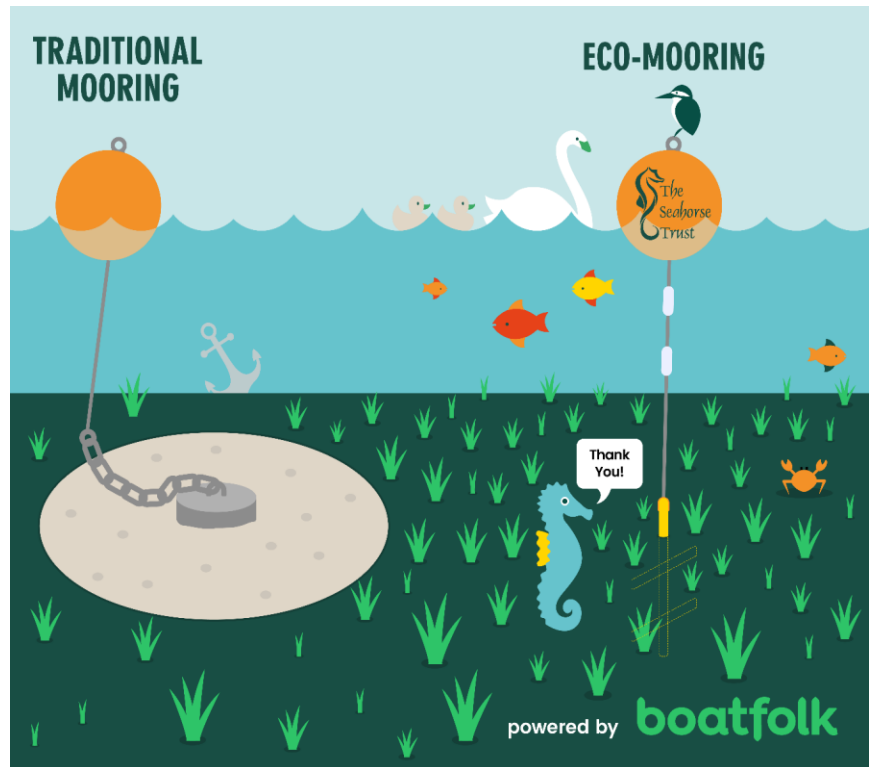 TRADITIONAL
MOORING
ECO-MOORING
The
Seahorse
Trust
Thank
You!
powered by boatfolk